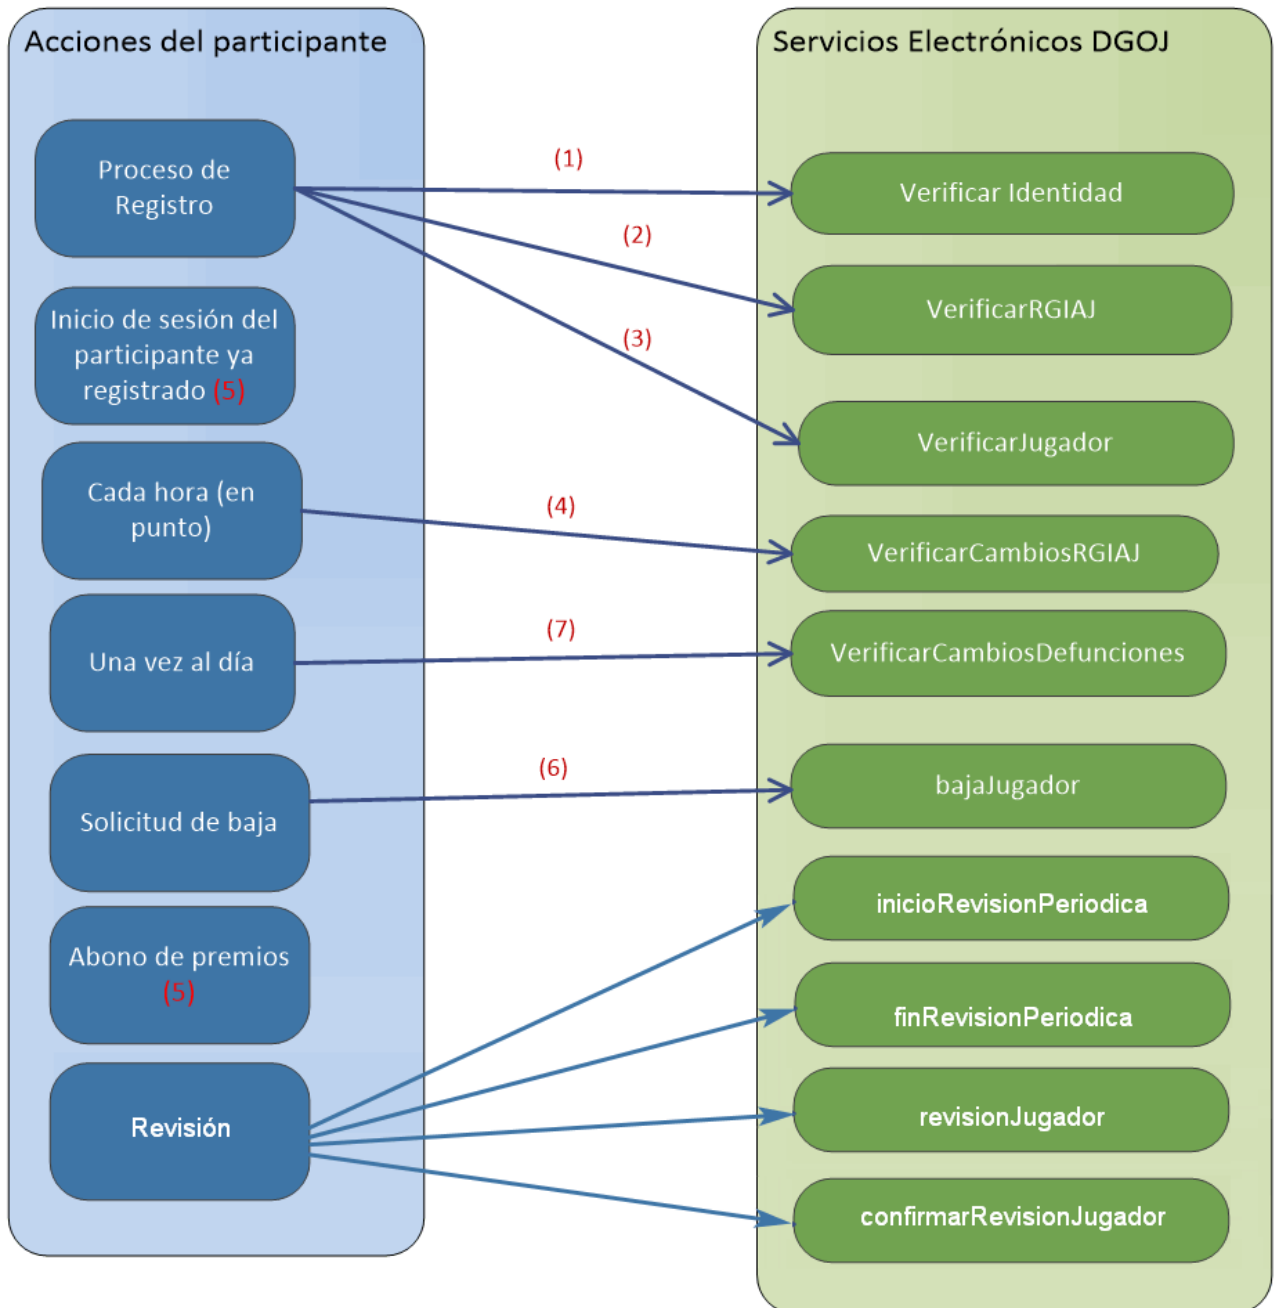 Acciones del participante
Proceso de
Registro
Inicio de sesión del
participante ya
registrado (5)
Cada hora (en
punto)
Una vez al día
Solicitud de baja
Abono de premios
(5)
Revisión
(1)
(2)
(3)
(4)
(7)
(6)
Servicios Electrónicos DGOJ
Verificar Identidad
VerificarRGIAJ
VerificarJugador
VerificarCambiosRGIAJ
VerificarCambiosDefunciones
bajaJugador
inicioRevisionPeriodica
finRevisionPeriodica
revisionJugador
confirmarRevisionJugador